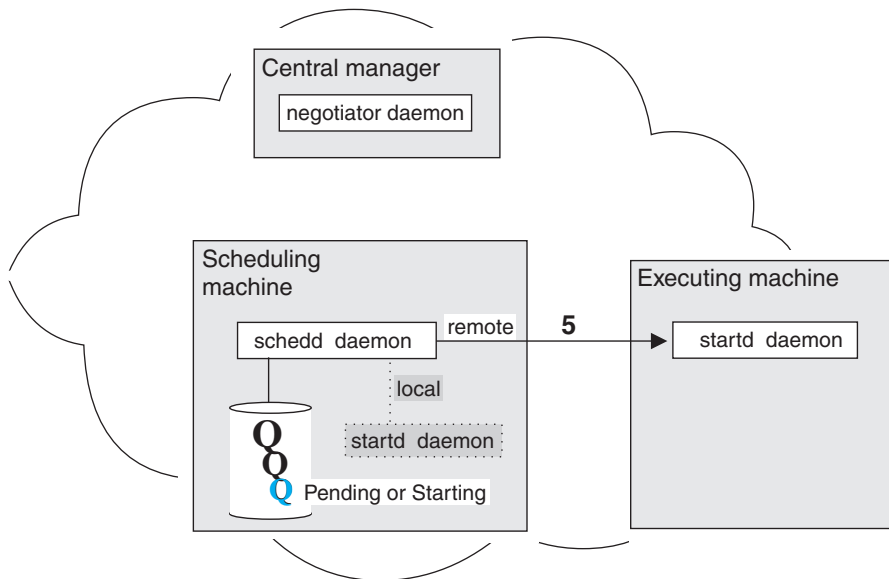 Central manager
negotiator daemon
Scheduling
machine
Executing machine
schedd daemon
remote
5
startd daemon
local
startd daemon
Q
Q
Q
Pending or Starting